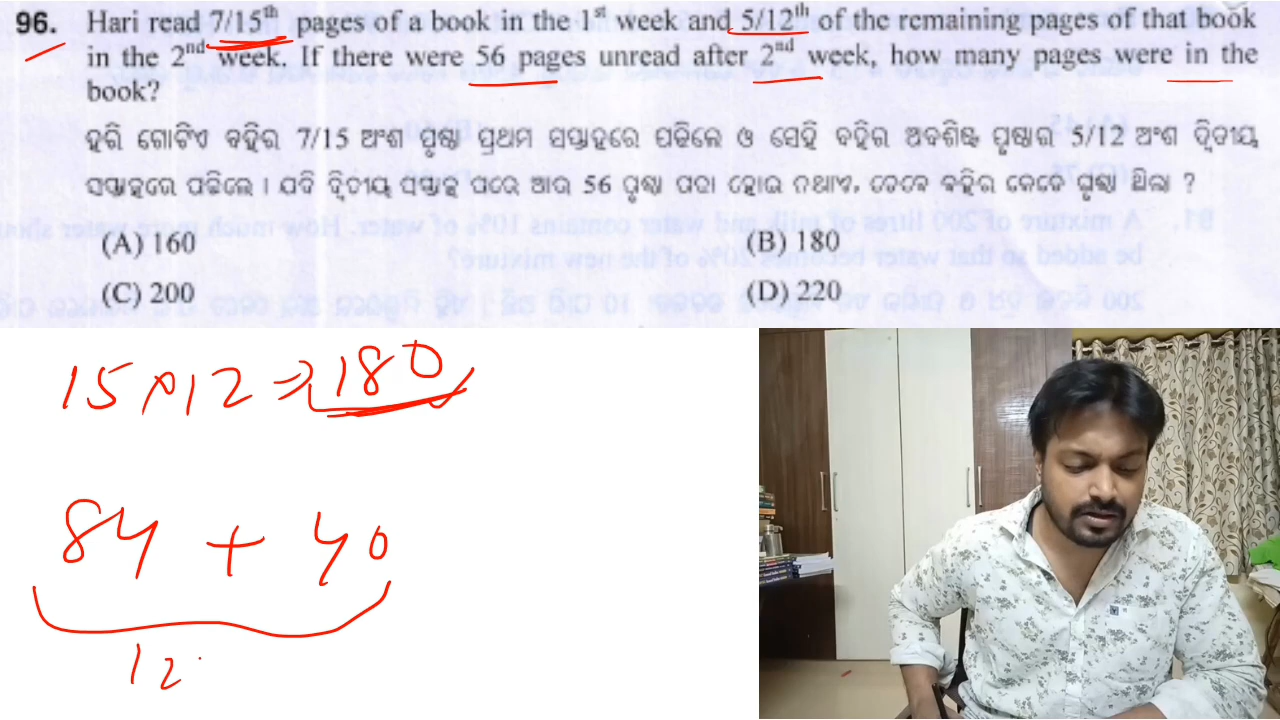 96. Hari read 7/15th pages of a book in the 1st week and 5/12th of the remaining pages of that book
in the 2nd week. If there were 56 pages unread after 2nd week, how many pages were in the
book?
ହରି ଗୋଟିଏ ବହିର 7/15 ଅଂଶ ପୃଷ୍ଠା ପ୍ରଥମ ସପ୍ତାହରେ ପଢିଲେ ଓ ସେହି ବହିର ଅବଶିଷ୍ଟ ପୃଷ୍ଠାର 5/12 ଅଂଶ ଦ୍ୱିତୀୟ
ସପ୍ତାହରେ ପଢିଲେ । ଯଦି ଦ୍ୱିତୀୟ ସପ୍ତାହ ପରେ ଆଉ 56 ପୃଷ୍ଠା ପଢା ହୋଇ ନଥାଏ, ତେବେ ବହିର କେତେ ପୃଷ୍ଠା ଥିଲା ?
(A) 160 (B) 180
(C) 200 (D) 220
15 × 12 ⇒ 180
84 + 40
12